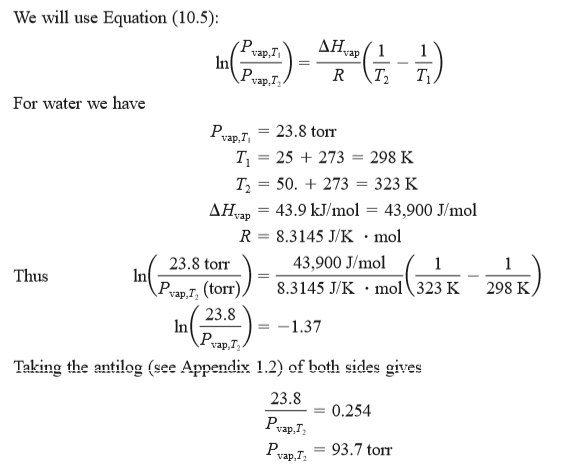 We will use Equation (10.5):
ln(P_vap,T₁ / P_vap,T₂) = ΔH_vap / R (1 / T₂ − 1 / T₁)
For water we have
P_vap,T₁ = 23.8 torr
T₁ = 25 + 273 = 298 K
T₂ = 50. + 273 = 323 K
ΔH_vap = 43.9 kJ/mol = 43,900 J/mol
R = 8.3145 J/K · mol
Thus ln(23.8 torr / P_vap,T₂ (torr)) = 43,900 J/mol / 8.3145 J/K · mol (1 / 323 K − 1 / 298 K)
ln(23.8 / P_vap,T₂) = −1.37
Taking the antilog (see Appendix 1.2) of both sides gives
23.8 / P_vap,T₂ = 0.254
P_vap,T₂ = 93.7 torr